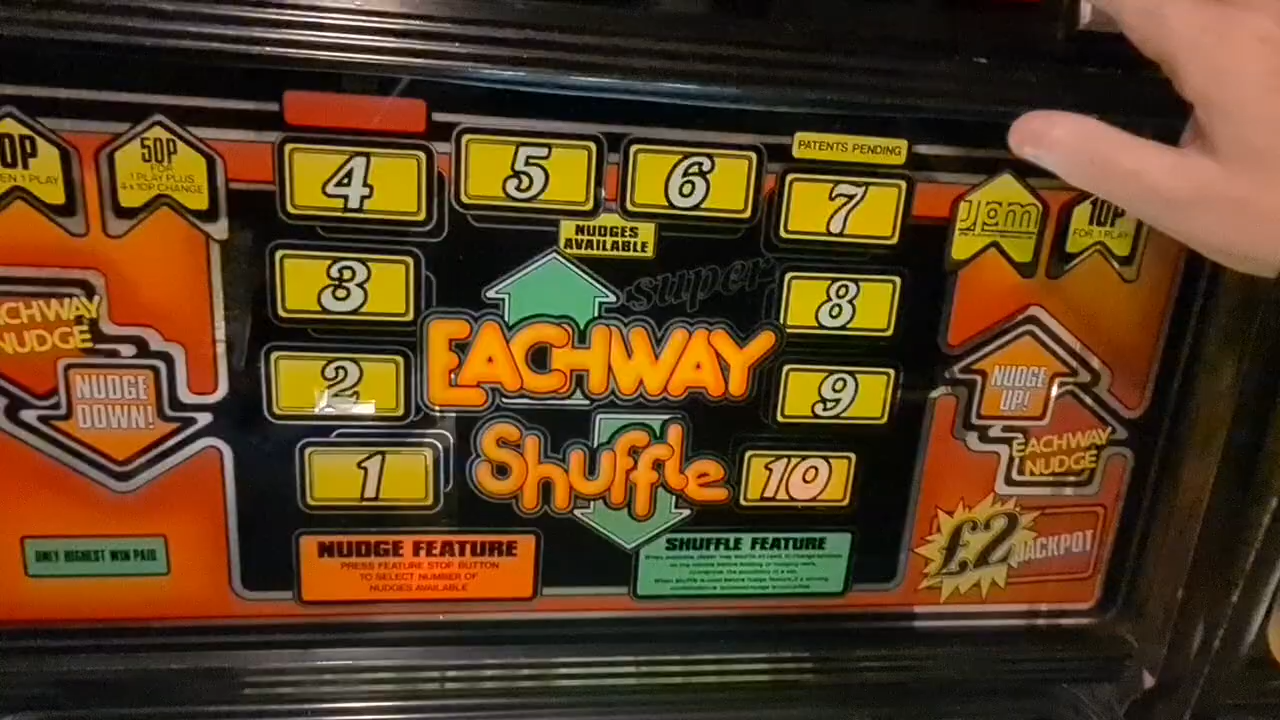 0P
EN 1 PLAY
50P
FOR
1 PLAY PLUS
4 x 10P CHANGE
4
5
6
PATENTS PENDING
7
jpm
10P
FOR 1 PLAY
NUDGES
AVAILABLE
3
super
8
EACHWAY
Shuffle
2
9
1
10
CHWAY
NUDGE
NUDGE
DOWN!
NUDGE
UP!
EACHWAY
NUDGE
ONLY HIGHEST WIN PAID
NUDGE FEATURE
PRESS FEATURE STOP BUTTON
TO SELECT NUMBER OF
NUDGES AVAILABLE
SHUFFLE FEATURE
£2 JACKPOT